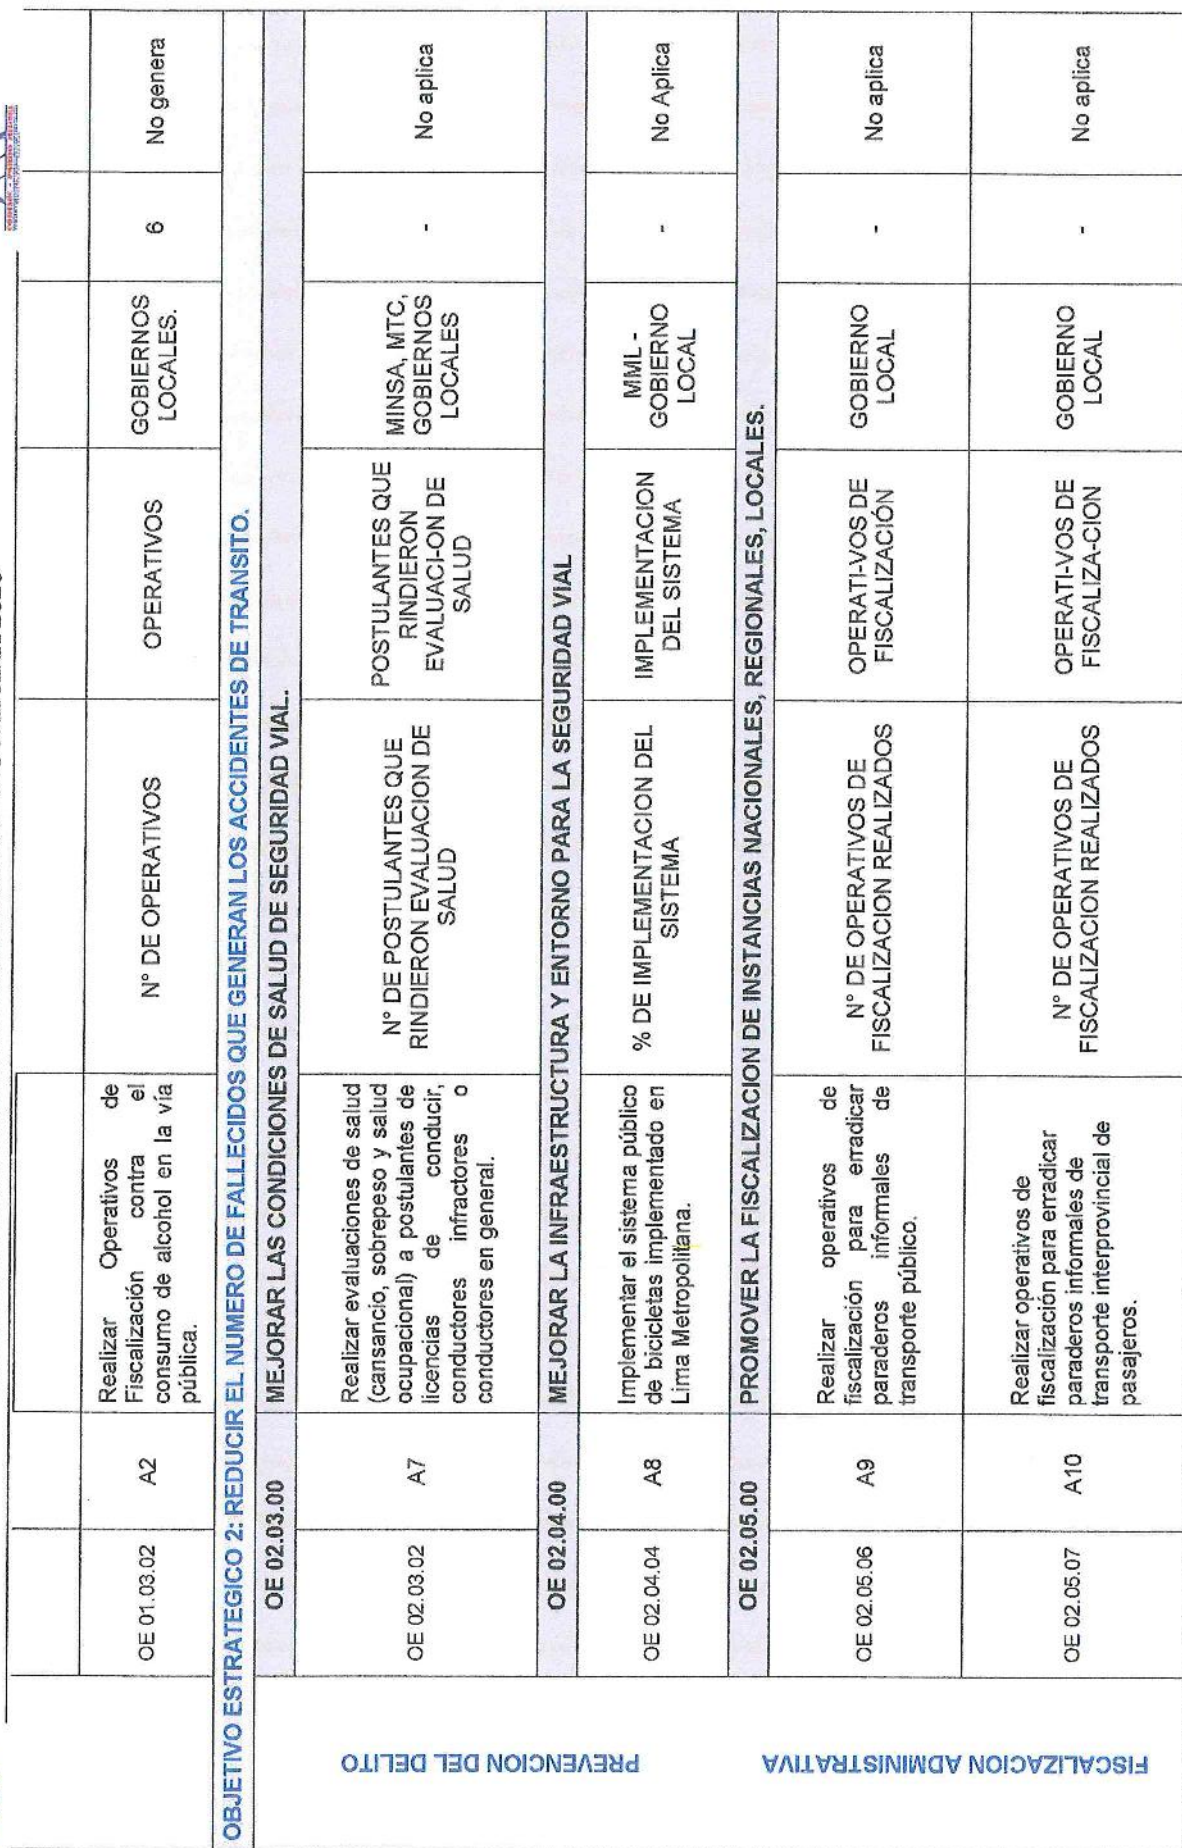 OE 01.03.02
A2
Realizar Operativos de
Fiscalización contra el
consumo de alcohol en la vía
pública.
N° DE OPERATIVOS
OPERATIVOS
GOBIERNOS
LOCALES.
6
No genera
OBJETIVO ESTRATEGICO 2: REDUCIR EL NUMERO DE FALLECIDOS QUE GENERAN LOS ACCIDENTES DE TRANSITO.
PREVENCION DEL DELITO
OE 02.03.00
MEJORAR LAS CONDICIONES DE SALUD DE SEGURIDAD VIAL.
OE 02.03.02
A7
Realizar evaluaciones de salud
(cansancio, sobrepeso y salud
ocupacional) a postulantes de
licencias de conducir,
conductores infractores o
conductores en general.
N° DE POSTULANTES QUE
RINDIERON EVALUACION DE
SALUD
POSTULANTES QUE
RINDIERON
EVALUACI-ON DE
SALUD
MINSA, MTC,
GOBIERNOS
LOCALES
-
No aplica
OE 02.04.00
MEJORAR LA INFRAESTRUCTURA Y ENTORNO PARA LA SEGURIDAD VIAL
OE 02.04.04
A8
Implementar el sistema público
de bicicletas implementado en
Lima Metropolitana.
% DE IMPLEMENTACION DEL
SISTEMA
IMPLEMENTACION
DEL SISTEMA
MML -
GOBIERNO
LOCAL
-
No Aplica
FISCALIZACION ADMINISTRATIVA
OE 02.05.00
PROMOVER LA FISCALIZACION DE INSTANCIAS NACIONALES, REGIONALES, LOCALES.
OE 02.05.06
A9
Realizar operativos de
fiscalización para erradicar
paraderos informales de
transporte público.
N° DE OPERATIVOS DE
FISCALIZACION REALIZADOS
OPERATI-VOS DE
FISCALIZACIÓN
GOBIERNO
LOCAL
-
No aplica
OE 02.05.07
A10
Realizar operativos de
fiscalización para erradicar
paraderos informales de
transporte interprovincial de
pasajeros.
N° DE OPERATIVOS DE
FISCALIZACION REALIZADOS
OPERATI-VOS DE
FISCALIZA-CION
GOBIERNO
LOCAL
-
No aplica